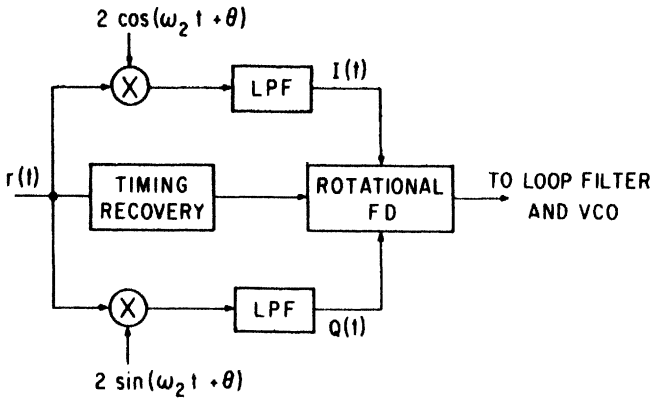 2 cos(ω₂ t + θ)
X
LPF
I(t)
r(t)
TIMING
RECOVERY
ROTATIONAL
FD
TO LOOP FILTER
AND VCO
X
LPF
Q(t)
2 sin(ω₂ t + θ)